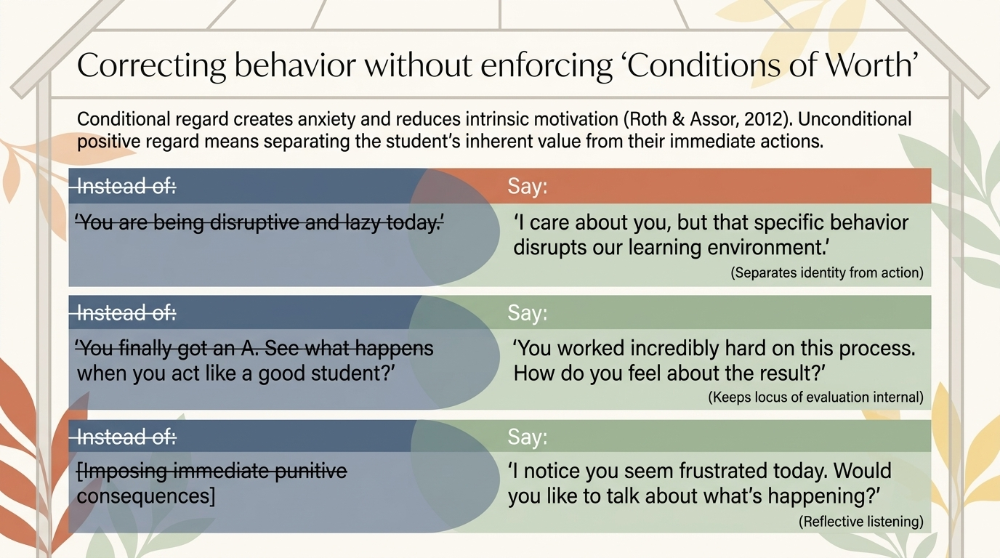 Correcting behavior without enforcing ‘Conditions of Worth’
Conditional regard creates anxiety and reduces intrinsic motivation (Roth & Assor, 2012). Unconditional
positive regard means separating the student’s inherent value from their immediate actions.
Instead of:
‘You are being disruptive and lazy today.’
Say:
‘I care about you, but that specific behavior
disrupts our learning environment.’
(Separates identity from action)
Instead of:
‘You finally got an A. See what happens
when you act like a good student?’
Say:
‘You worked incredibly hard on this process.
How do you feel about the result?’
(Keeps locus of evaluation internal)
Instead of:
[Imposing immediate punitive
consequences]
Say:
‘I notice you seem frustrated today. Would
you like to talk about what’s happening?’
(Reflective listening)